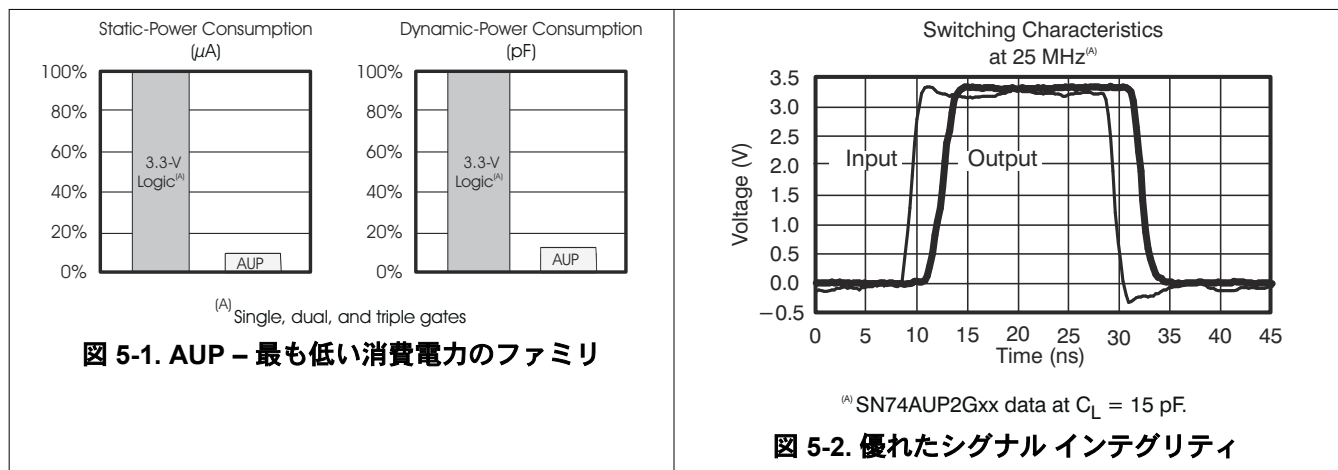 Static-Power Consumption
(µA)
100%
80%
60%
40%
20%
0%
3.3-V
Logic(A)
AUP
Dynamic-Power Consumption
(pF)
100%
80%
60%
40%
20%
0%
3.3-V
Logic(A)
AUP
(A) Single, dual, and triple gates
図 5-1. AUP – 最も低い消費電力のファミリ
Switching Characteristics
at 25 MHz(A)
Voltage (V)
3.5
3.0
2.5
2.0
1.5
1.0
0.5
0.0
−0.5
Input
Output
0 5 10 15 20 25 30 35 40 45
Time (ns)
(A) SN74AUP2Gxx data at CL = 15 pF.
図 5-2. 優れたシグナル インテグリティ